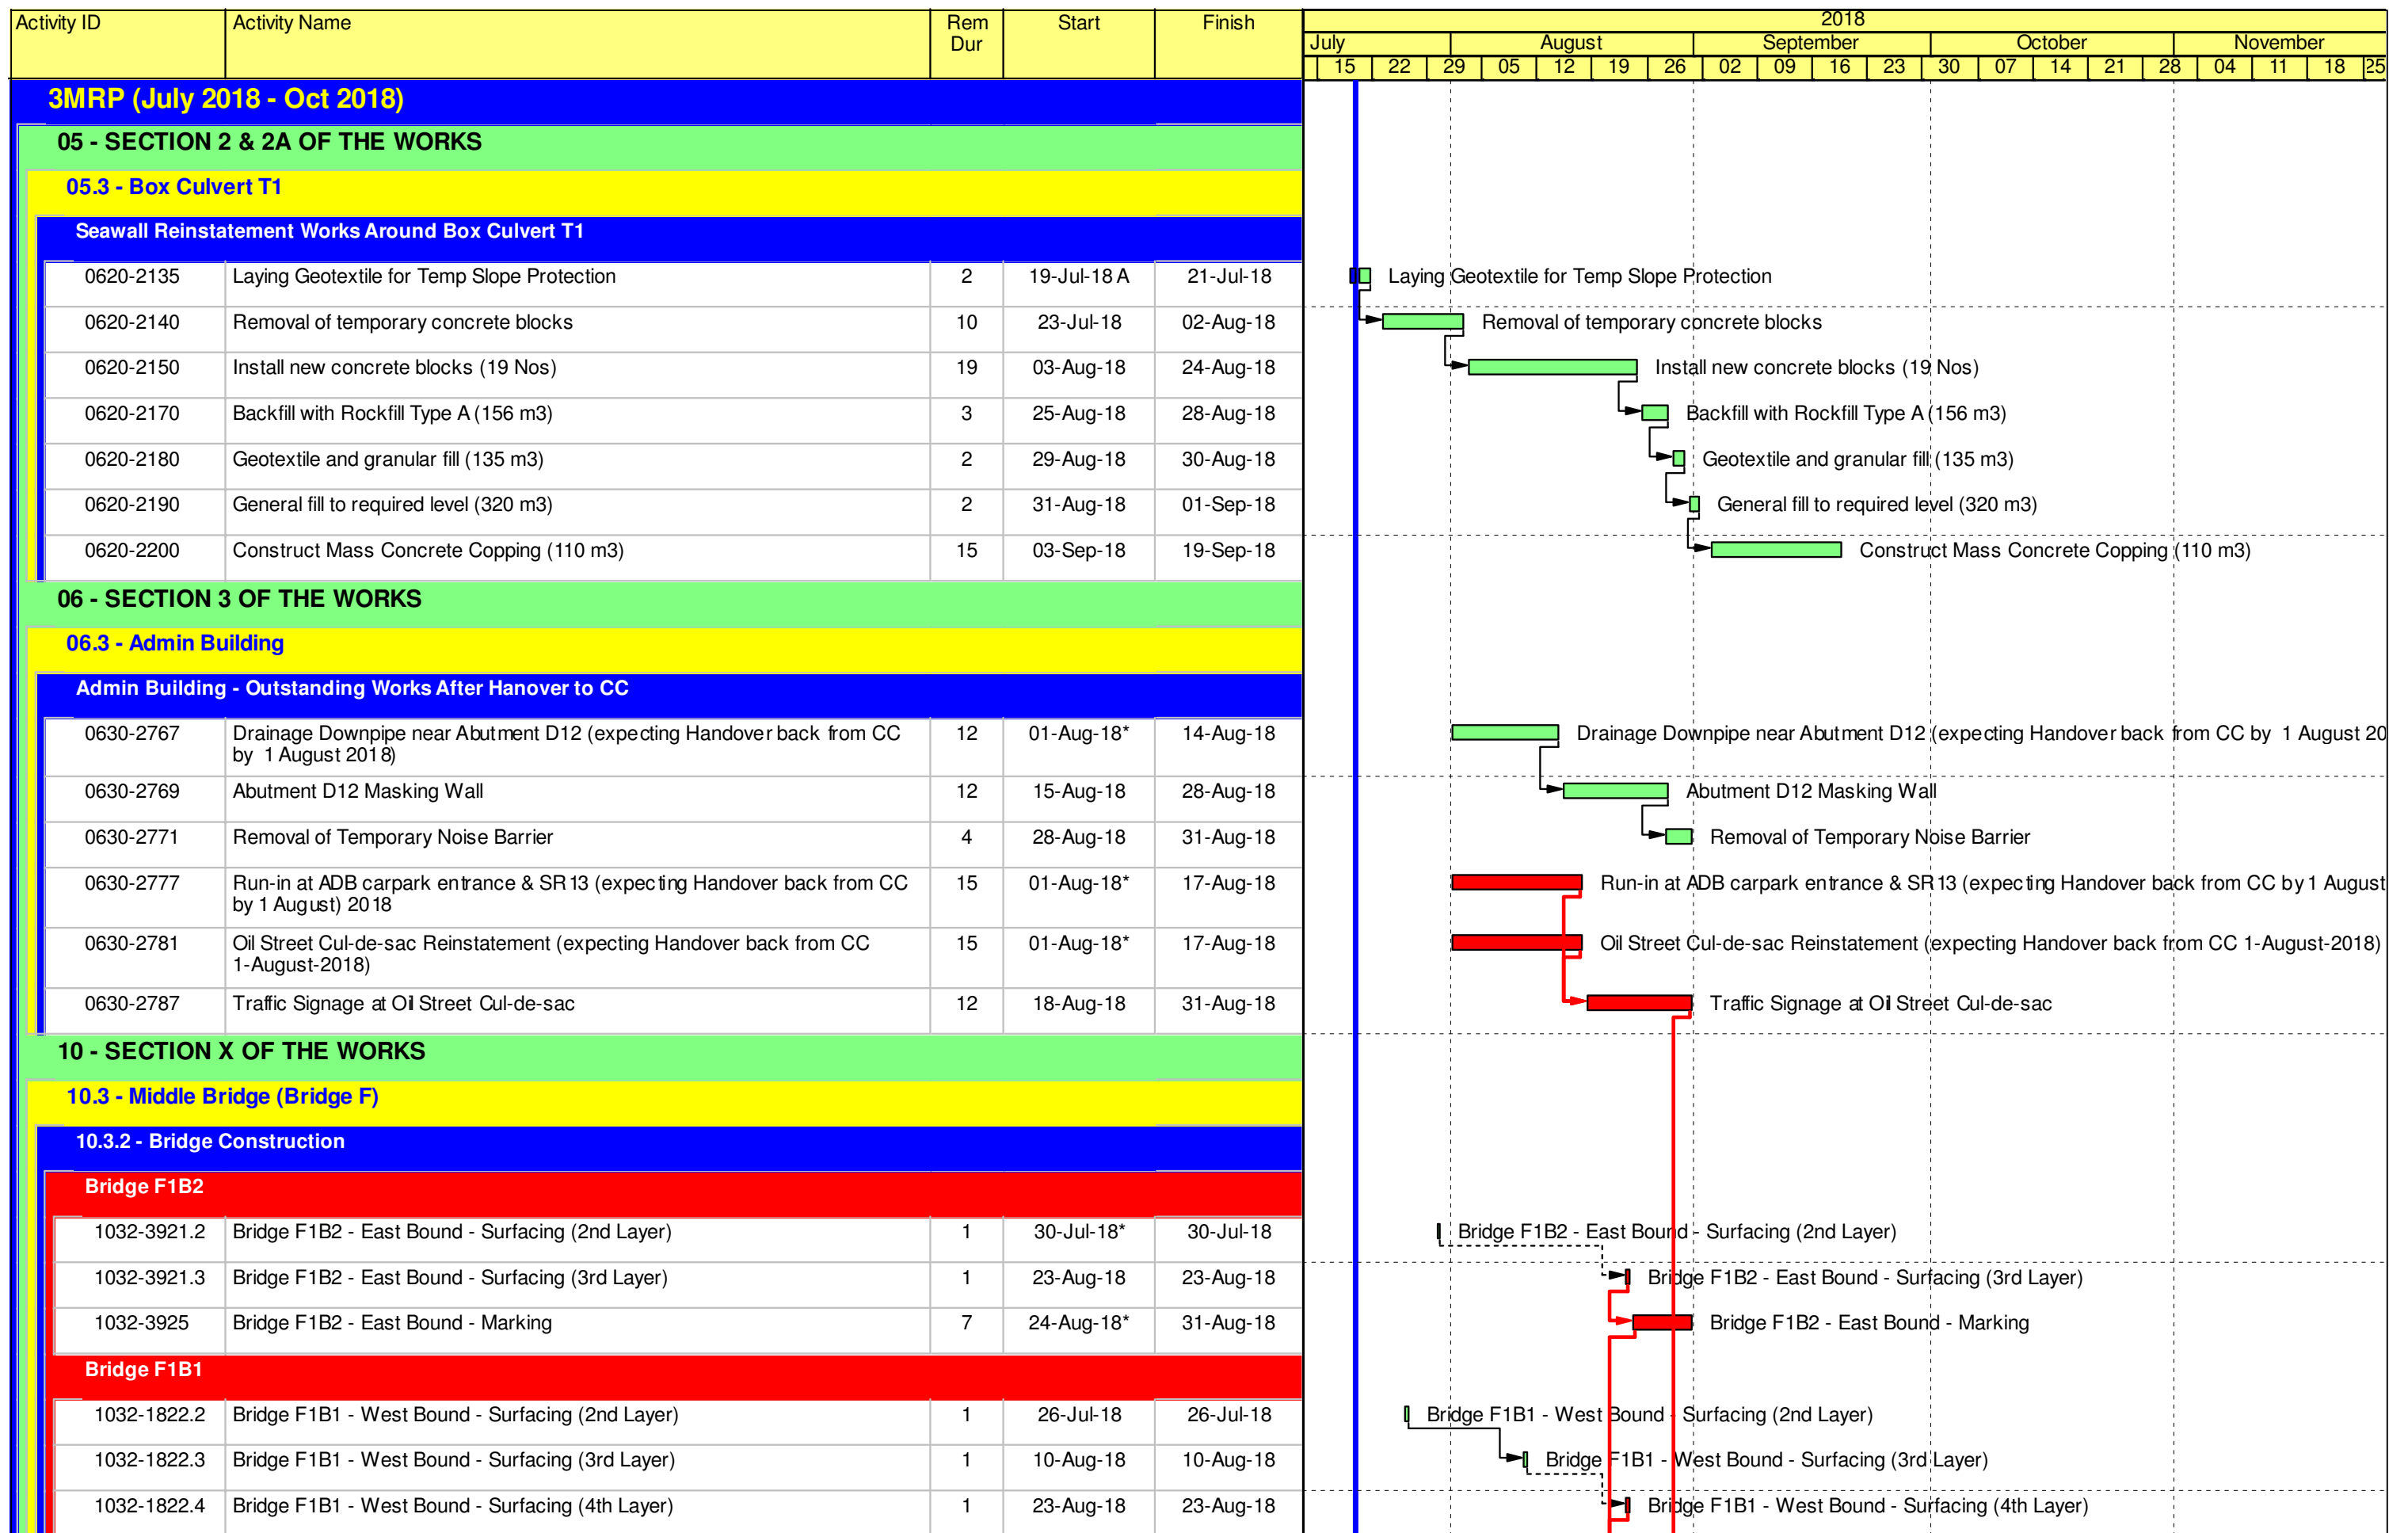 Activity ID Activity Name Rem Dur Start Finish
2018
July August September October November
15 22 29 05 12 19 26 02 09 16 23 30 07 14 21 28 04 11 18 25
3MRP (July 2018 - Oct 2018)
05 - SECTION 2 & 2A OF THE WORKS
05.3 - Box Culvert T1
Seawall Reinstatement Works Around Box Culvert T1
0620-2135 Laying Geotextile for Temp Slope Protection 2 19-Jul-18 A 21-Jul-18 Laying Geotextile for Temp Slope Protection
0620-2140 Removal of temporary concrete blocks 10 23-Jul-18 02-Aug-18 Removal of temporary concrete blocks
0620-2150 Install new concrete blocks (19 Nos) 19 03-Aug-18 24-Aug-18 Install new concrete blocks (19 Nos)
0620-2170 Backfill with Rockfill Type A (156 m3) 3 25-Aug-18 28-Aug-18 Backfill with Rockfill Type A (156 m3)
0620-2180 Geotextile and granular fill (135 m3) 2 29-Aug-18 30-Aug-18 Geotextile and granular fill (135 m3)
0620-2190 General fill to required level (320 m3) 2 31-Aug-18 01-Sep-18 General fill to required level (320 m3)
0620-2200 Construct Mass Concrete Copping (110 m3) 15 03-Sep-18 19-Sep-18 Construct Mass Concrete Copping (110 m3)
06 - SECTION 3 OF THE WORKS
06.3 - Admin Building
Admin Building - Outstanding Works After Hanover to CC
0630-2767 Drainage Downpipe near Abutment D12 (expecting Handover back from CC 12 01-Aug-18* 14-Aug-18 Drainage Downpipe near Abutment D12 (expecting Handover back from CC by 1 August 20
by 1 August 2018)
0630-2769 Abutment D12 Masking Wall 12 15-Aug-18 28-Aug-18 Abutment D12 Masking Wall
0630-2771 Removal of Temporary Noise Barrier 4 28-Aug-18 31-Aug-18 Removal of Temporary Noise Barrier
0630-2777 Run-in at ADB carpark entrance & SR13 (expecting Handover back from CC 15 01-Aug-18* 17-Aug-18 Run-in at ADB carpark entrance & SR13 (expecting Handover back from CC by 1 August
by 1 August) 2018
0630-2781 Oil Street Cul-de-sac Reinstatement (expecting Handover back from CC 15 01-Aug-18* 17-Aug-18 Oil Street Cul-de-sac Reinstatement (expecting Handover back from CC 1-August-2018)
1-August-2018)
0630-2787 Traffic Signage at Oil Street Cul-de-sac 12 18-Aug-18 31-Aug-18 Traffic Signage at Oil Street Cul-de-sac
10 - SECTION X OF THE WORKS
10.3 - Middle Bridge (Bridge F)
10.3.2 - Bridge Construction
Bridge F1B2
1032-3921.2 Bridge F1B2 - East Bound - Surfacing (2nd Layer) 1 30-Jul-18* 30-Jul-18 Bridge F1B2 - East Bound - Surfacing (2nd Layer)
1032-3921.3 Bridge F1B2 - East Bound - Surfacing (3rd Layer) 1 23-Aug-18 23-Aug-18 Bridge F1B2 - East Bound - Surfacing (3rd Layer)
1032-3925 Bridge F1B2 - East Bound - Marking 7 24-Aug-18* 31-Aug-18 Bridge F1B2 - East Bound - Marking
Bridge F1B1
1032-1822.2 Bridge F1B1 - West Bound - Surfacing (2nd Layer) 1 26-Jul-18 26-Jul-18 Bridge F1B1 - West Bound - Surfacing (2nd Layer)
1032-1822.3 Bridge F1B1 - West Bound - Surfacing (3rd Layer) 1 10-Aug-18 10-Aug-18 Bridge F1B1 - West Bound - Surfacing (3rd Layer)
1032-1822.4 Bridge F1B1 - West Bound - Surfacing (4th Layer) 1 23-Aug-18 23-Aug-18 Bridge F1B1 - West Bound - Surfacing (4th Layer)